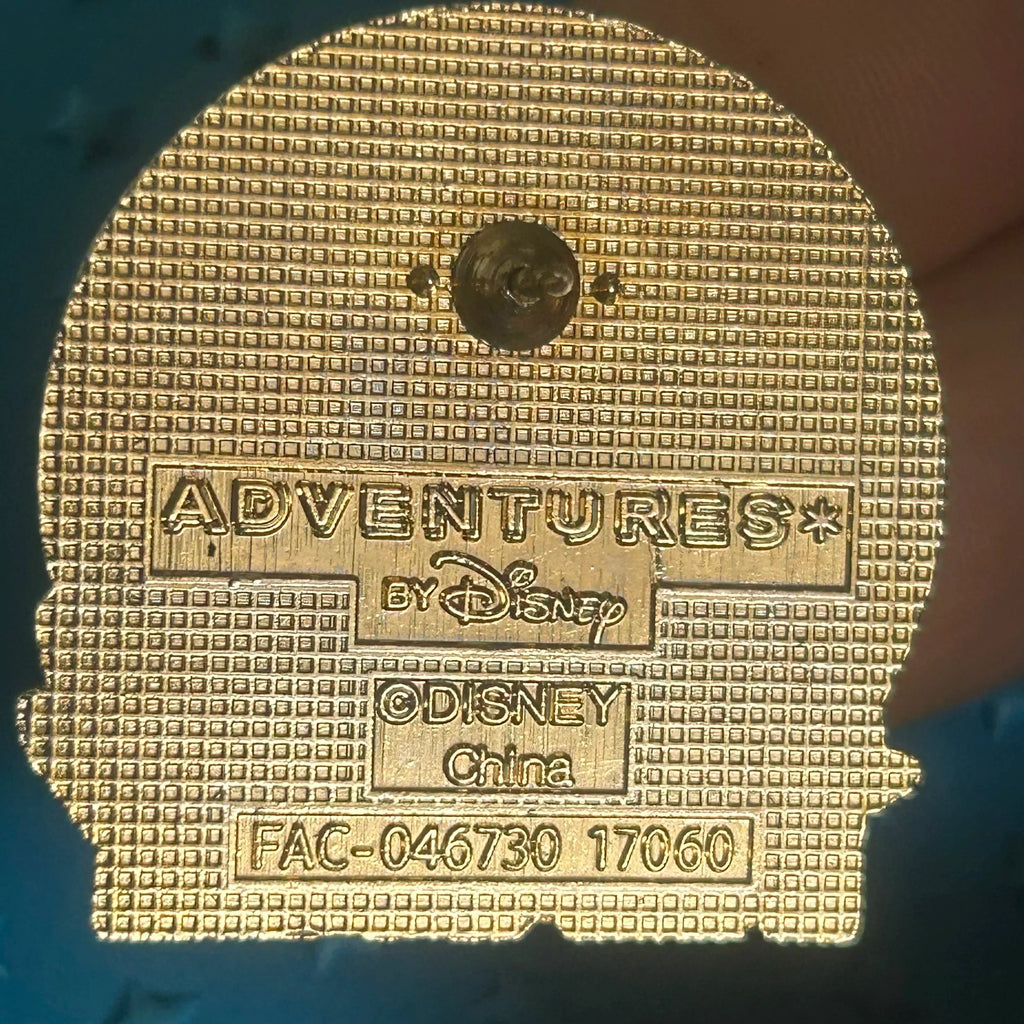 ADVENTURES*
BY Disney
©DISNEY
China
FAC-046730 17060